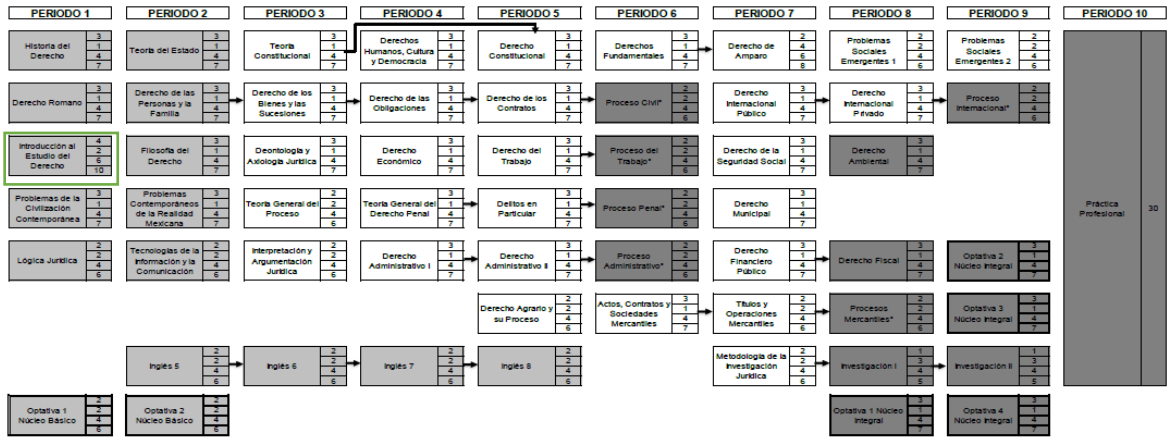 PERIODO 1
PERIODO 2
PERIODO 3
PERIODO 4
PERIODO 5
PERIODO 6
PERIODO 7
PERIODO 8
PERIODO 9
PERIODO 10
Historia del
Derecho
3
1
4
7
Teoría del Estado
3
1
4
7
Teoría
Constitucional
3
1
4
7
Derechos
Humanos, Cultura
y Democracia
3
1
4
7
Derecho
Constitucional
3
1
4
7
Derechos
Fundamentales
3
1
4
7
Derecho de
Amparo
2
4
6
8
Problemas
Sociales
Emergentes 1
2
2
4
6
Problemas
Sociales
Emergentes 2
2
2
4
6
Derecho Romano
3
1
4
7
Derecho de las
Personas y la
Familia
3
1
4
7
Derecho de los
Bienes y las
Sucesiones
3
1
4
7
Derecho de las
Obligaciones
3
1
4
7
Derecho de los
Contratos
3
1
4
7
Proceso Civil*
2
2
4
6
Derecho
Internacional
Público
3
1
4
7
Derecho
Internacional
Privado
3
1
4
7
Proceso
Internacional*
2
2
4
6
Introducción al
Estudio del
Derecho
4
2
6
10
Filosofía del
Derecho
3
1
4
7
Deontología y
Axiología Jurídica
3
1
4
7
Derecho
Económico
3
1
4
7
Derecho del
Trabajo
3
1
4
7
Proceso del
Trabajo*
2
2
4
6
Derecho de la
Seguridad Social
3
1
4
7
Derecho
Ambiental
3
1
4
7
Problemas de la
Civilización
Contemporánea
3
1
4
7
Problemas
Contemporáneos
de la Realidad
Mexicana
3
1
4
7
Teoría General del
Proceso
2
2
4
6
Teoría General del
Derecho Penal
3
1
4
7
Delitos en
Particular
3
1
4
7
Proceso Penal*
2
2
4
6
Derecho
Municipal
3
1
4
7
Práctica
Profesional
30
Lógica Jurídica
2
2
4
6
Tecnologías de la
Información y la
Comunicación
2
2
4
6
Interpretación y
Argumentación
Jurídica
2
2
4
6
Derecho
Administrativo I
3
1
4
7
Derecho
Administrativo II
3
1
4
7
Proceso
Administrativo*
2
2
4
6
Derecho
Financiero
Público
3
1
4
7
Derecho Fiscal
3
1
4
7
Optativa 2
Núcleo Integral
3
1
4
7
Derecho Agrario y
su Proceso
2
2
4
6
Actos, Contratos y
Sociedades
Mercantiles
3
1
4
7
Títulos y
Operaciones
Mercantiles
2
2
4
6
Procesos
Mercantiles*
2
2
4
6
Optativa 3
Núcleo Integral
3
1
4
7
Inglés 5
2
2
4
6
Inglés 6
2
2
4
6
Inglés 7
2
2
4
6
Inglés 8
2
2
4
6
Metodología de la
Investigación
Jurídica
2
2
4
6
Investigación I
1
3
4
5
Investigación II
1
3
4
5
Optativa 1
Núcleo Básico
2
2
4
6
Optativa 2
Núcleo Básico
2
2
4
6
Optativa 1 Núcleo
Integral
3
1
4
7
Optativa 4
Núcleo Integral
3
1
4
7